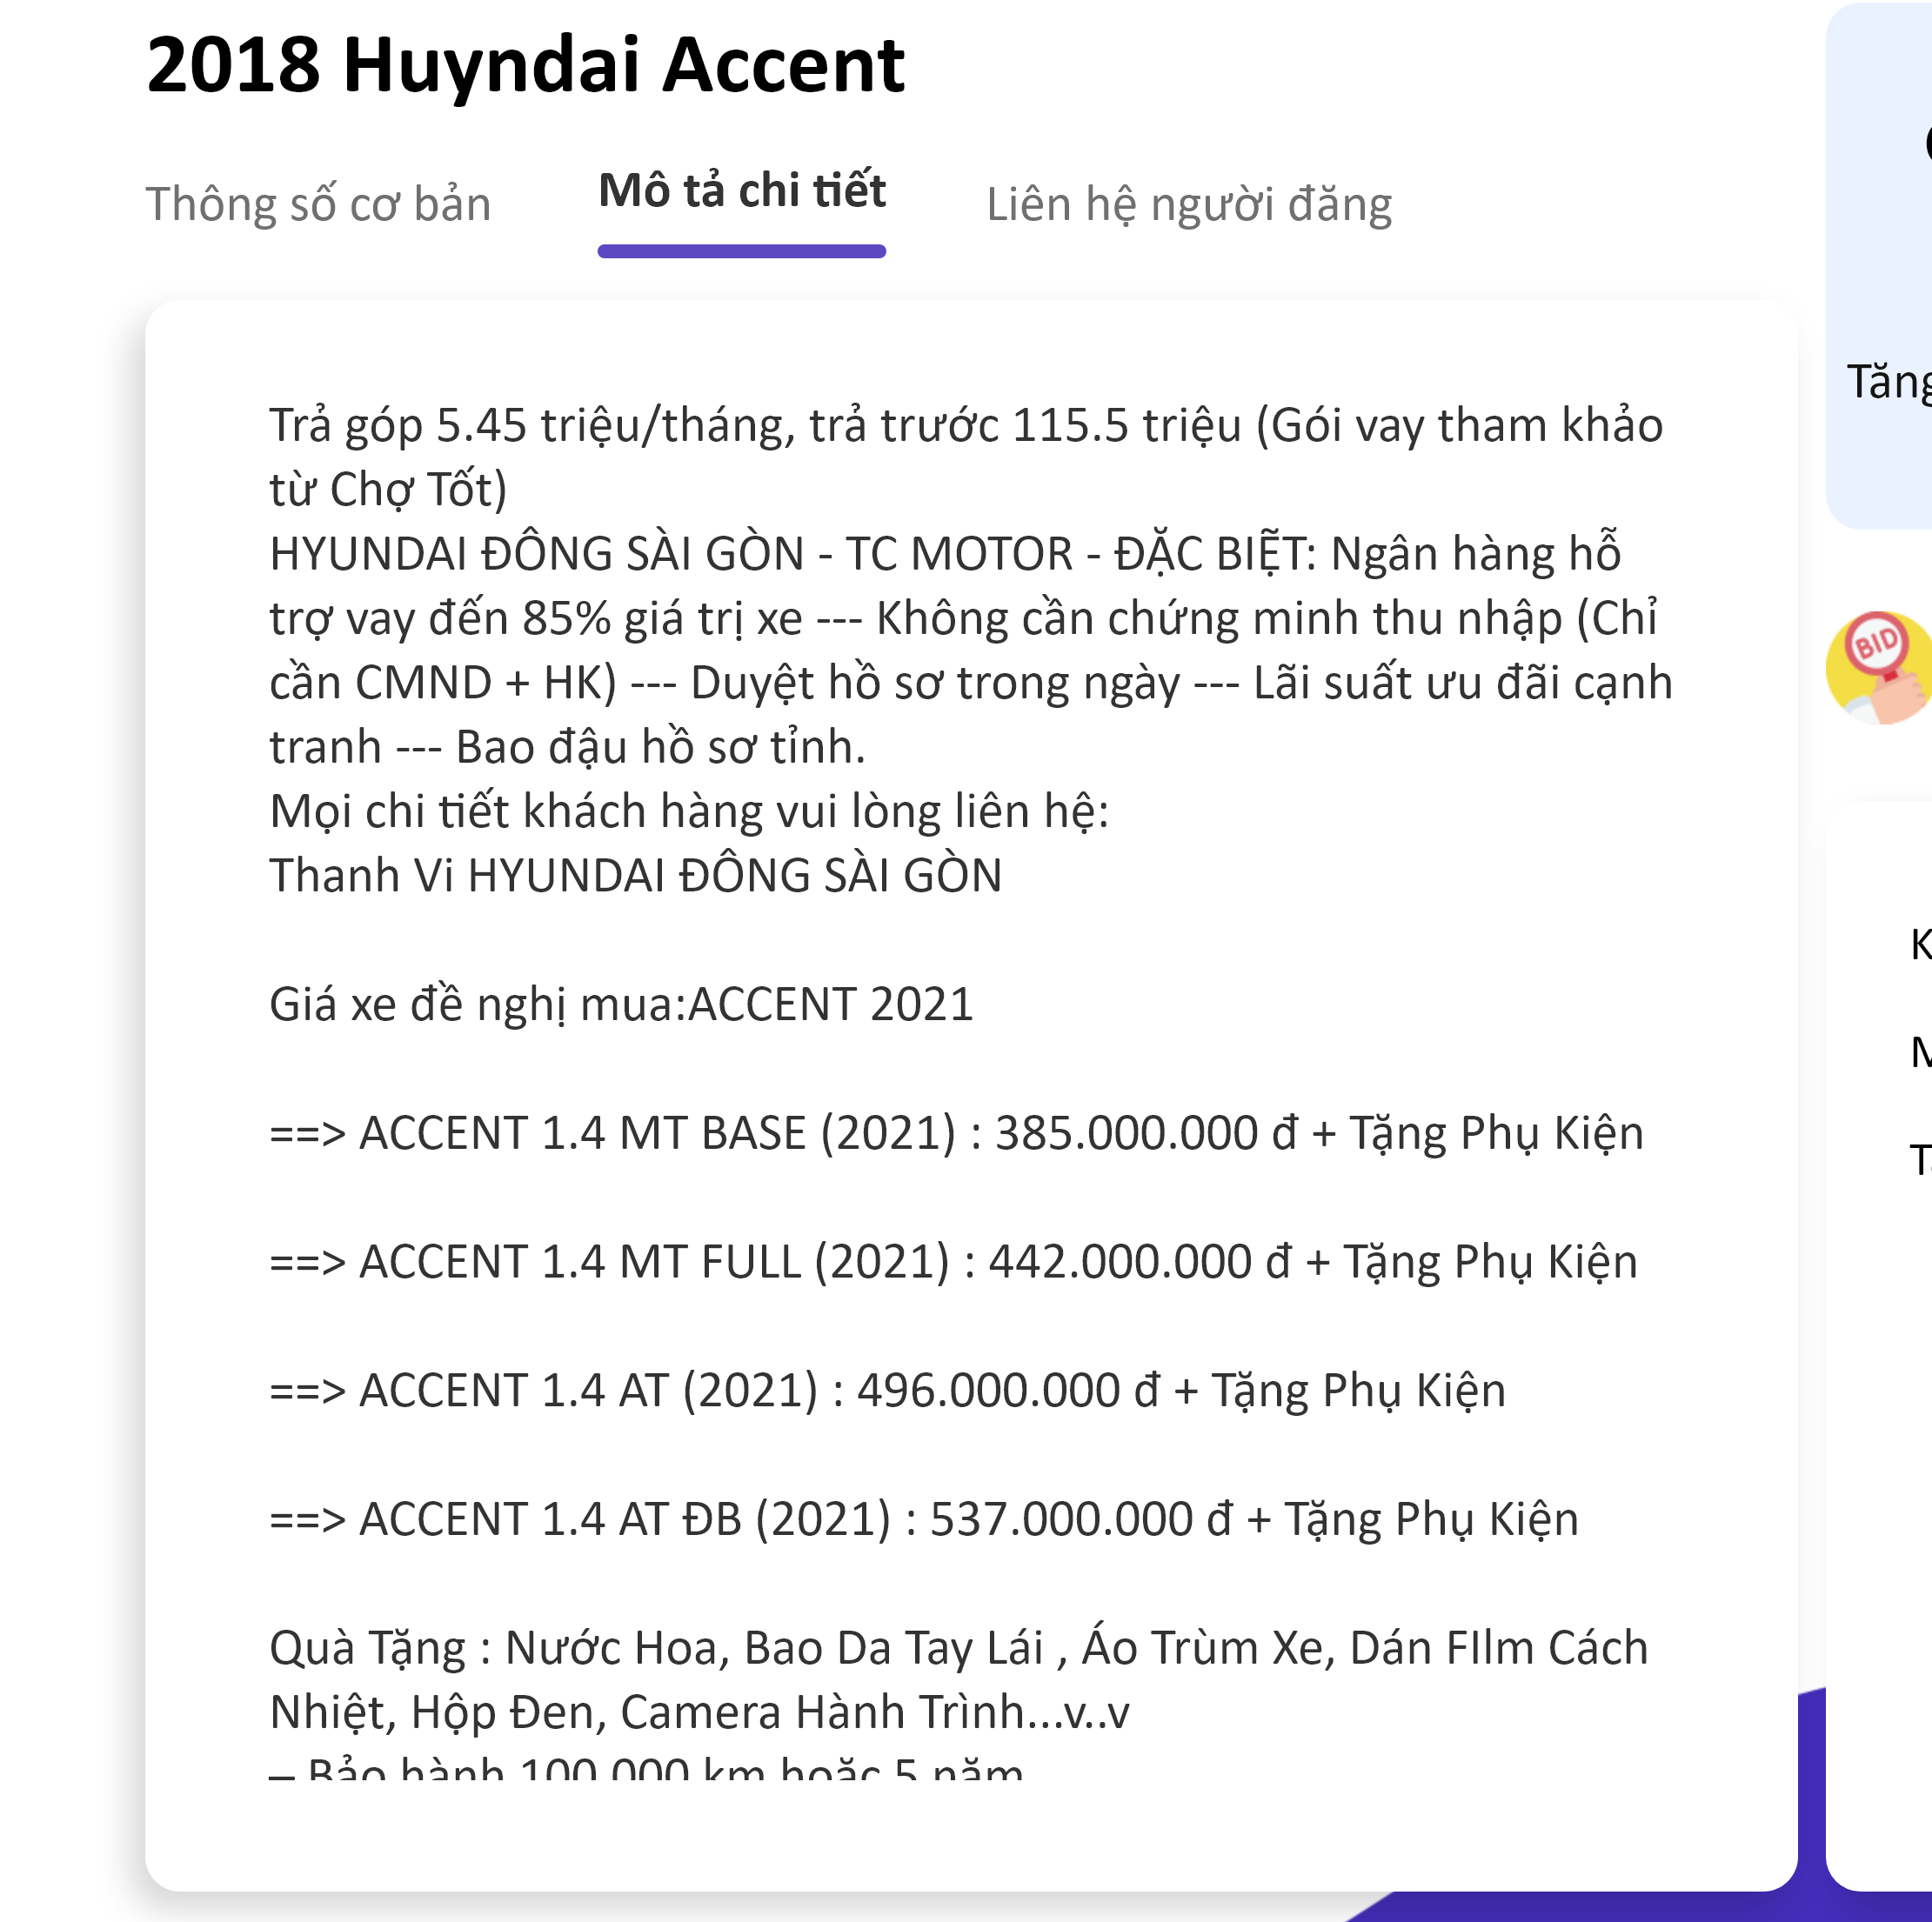 2018 Huyndai Accent
Thông số cơ bản
Mô tả chi tiết
Liên hệ người đăng
Trả góp 5.45 triệu/tháng, trả trước 115.5 triệu (Gói vay tham khảo
từ Chợ Tốt)
HYUNDAI ĐÔNG SÀI GÒN - TC MOTOR - ĐẶC BIỆT: Ngân hàng hỗ
trợ vay đến 85% giá trị xe --- Không cần chứng minh thu nhập (Chỉ
cần CMND + HK) --- Duyệt hồ sơ trong ngày --- Lãi suất ưu đãi cạnh
tranh --- Bao đậu hồ sơ tỉnh.
Mọi chi tiết khách hàng vui lòng liên hệ:
Thanh Vi HYUNDAI ĐÔNG SÀI GÒN
Giá xe đề nghị mua:ACCENT 2021
==> ACCENT 1.4 MT BASE (2021) : 385.000.000 đ + Tặng Phụ Kiện
==> ACCENT 1.4 MT FULL (2021) : 442.000.000 đ + Tặng Phụ Kiện
==> ACCENT 1.4 AT (2021) : 496.000.000 đ + Tặng Phụ Kiện
==> ACCENT 1.4 AT ĐB (2021) : 537.000.000 đ + Tặng Phụ Kiện
Quà Tặng : Nước Hoa, Bao Da Tay Lái , Áo Trùm Xe, Dán FIlm Cách
Nhiệt, Hộp Đen, Camera Hành Trình...v..v
– Bảo hành 100.000 km hoặc 5 năm
Tăng
BID